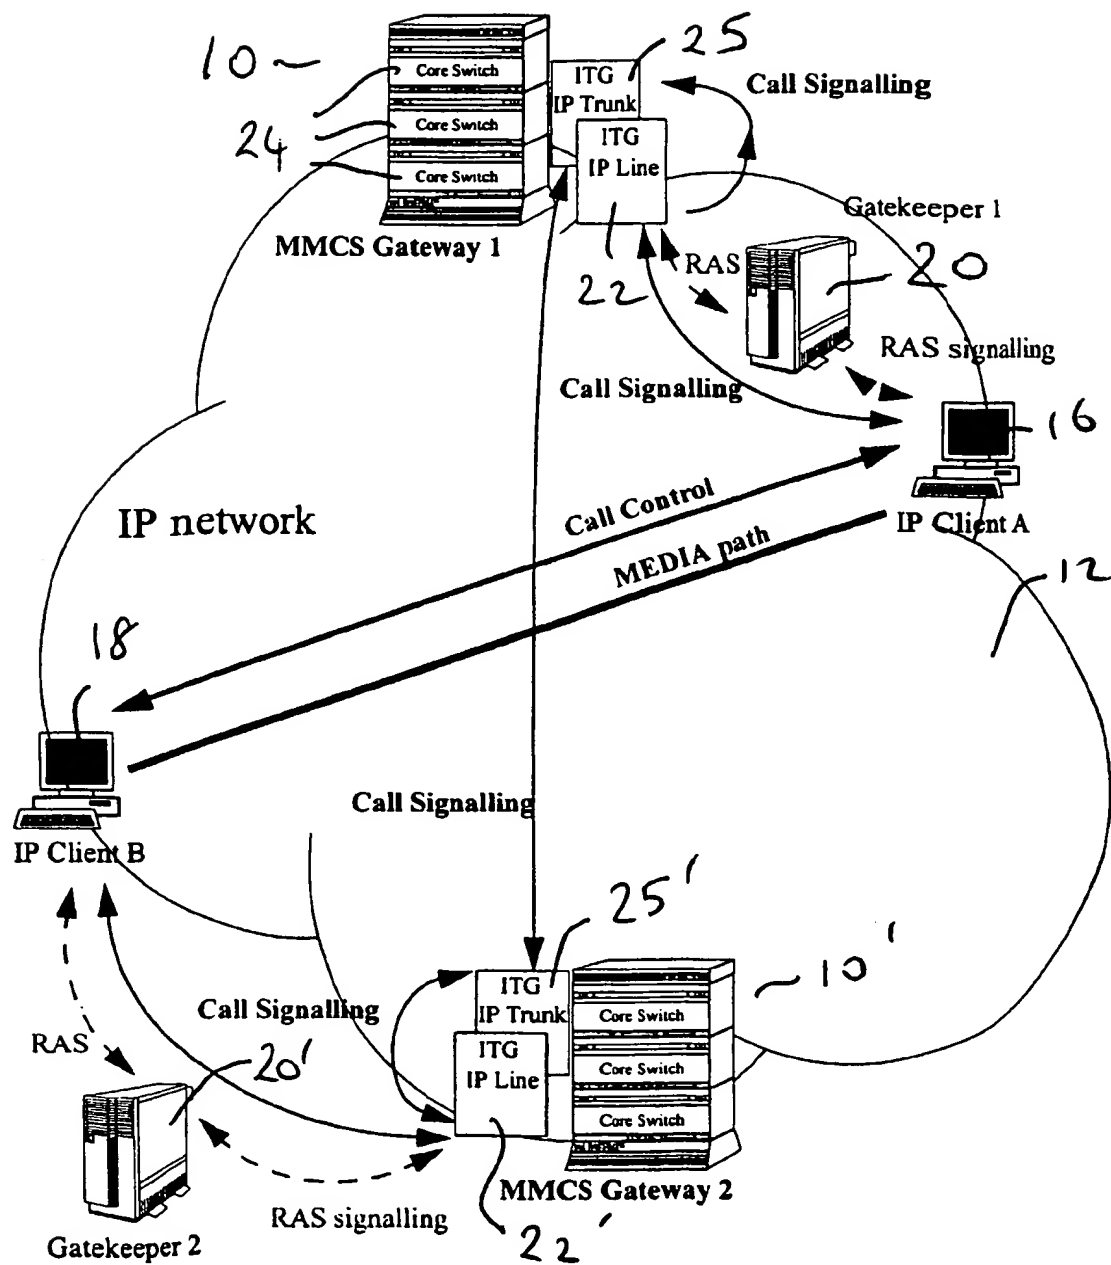 10
25
Core Switch
ITG
IP Trunk
Call Signalling
24
Core Switch
ITG
IP Line
Core Switch
MMCS Gateway 1
Gatekeeper 1
22
RAS
20
RAS signalling
Call Signalling
16
IP network
Call Control
IP Client A
MEDIA path
12
18
Call Signalling
IP Client B
25'
10'
ITG
IP Trunk
Core Switch
Call Signalling
RAS
20'
ITG
IP Line
Core Switch
Core Switch
MMCS Gateway 2
RAS signalling
22'
Gatekeeper 2